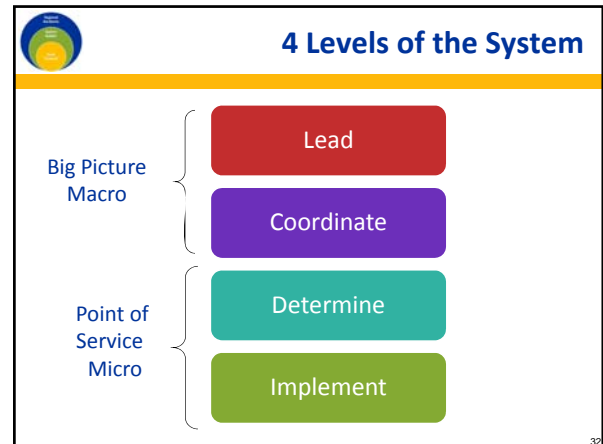 4 Levels of the System
Lead
Big Picture
Macro
Coordinate
Determine
Point of
Service
Micro
Implement
32